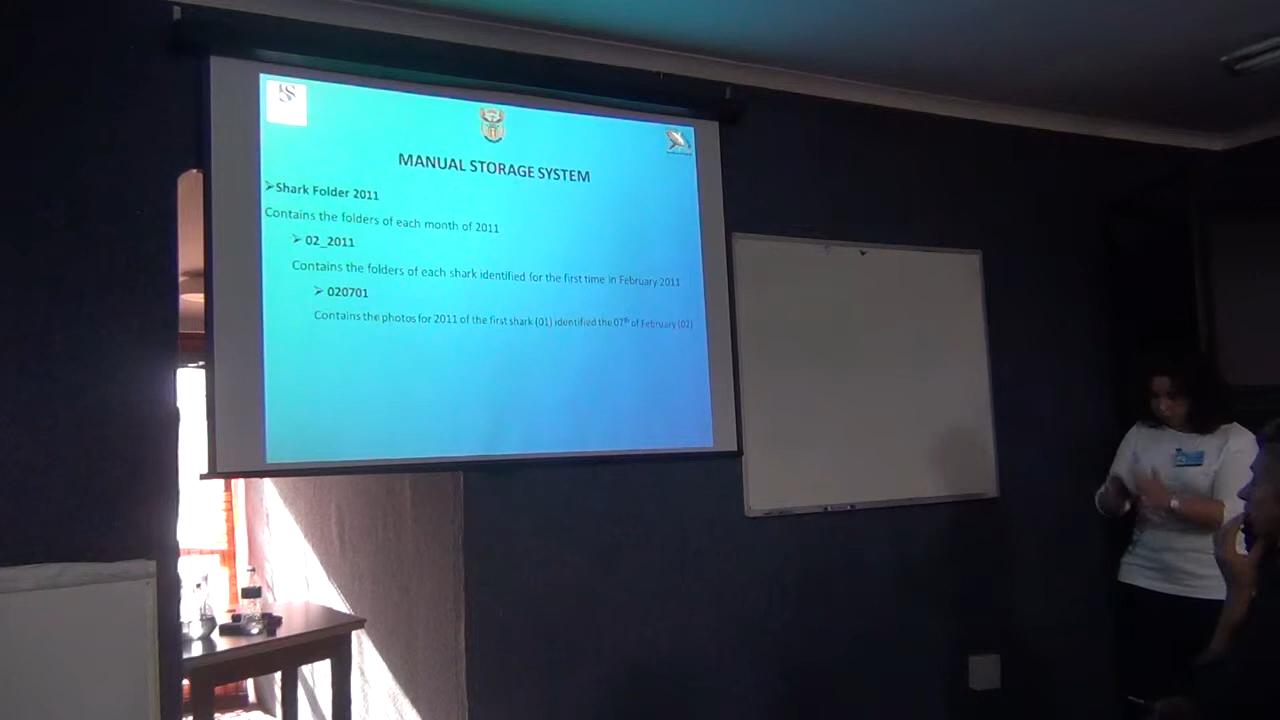 MANUAL STORAGE SYSTEM
➢Shark Folder 2011
Contains the folders of each month of 2011
➢ 02_2011
Contains the folders of each shark identified for the first time in February 2011
➢ 020701
Contains the photos for 2011 of the first shark (01) identified the 07th of February (02)